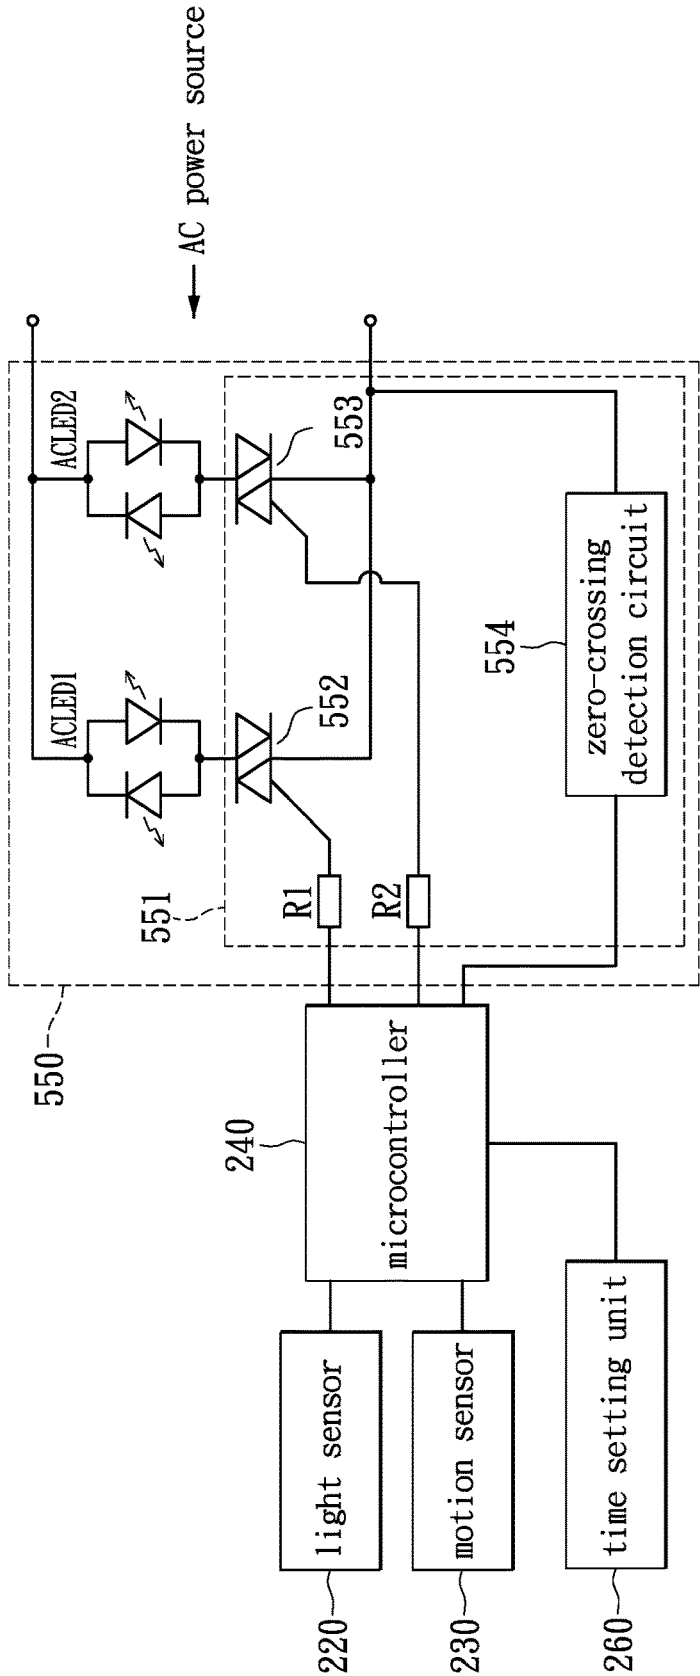 550
551
ACLED1
ACLED2
AC power source
552
553
R1
R2
240
microcontroller
220
light sensor
230
motion sensor
260
time setting unit
554
zero-crossing
detection circuit